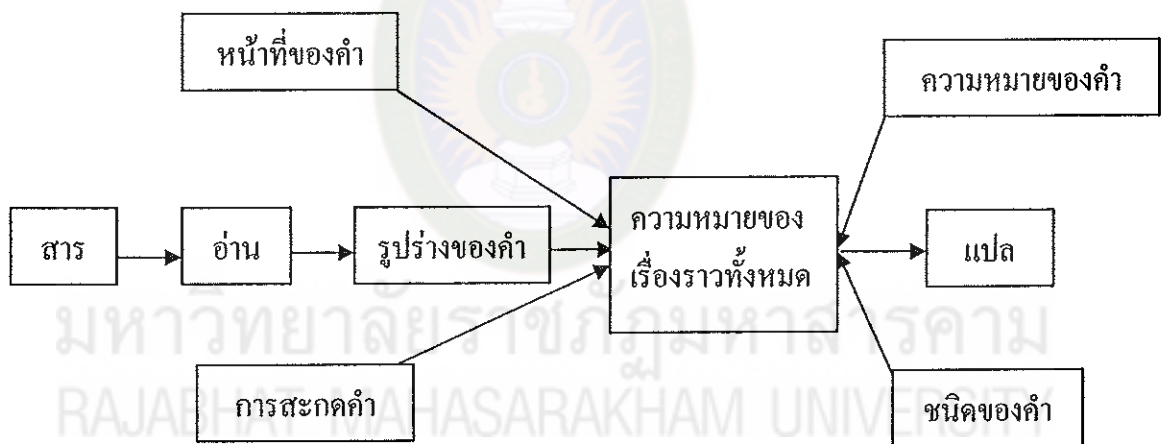 หน้าที่ของคำ
ความหมายของคำ
สาร
อ่าน
รูปร่างของคำ
ความหมายของ
เรื่องราวทั้งหมด
แปล
การสะกดคำ
ชนิดของคำ
มหาวิทยาลัยราชภัฏมหาสารคาม
RAJABHAT MAHASARAKHAM UNIVERSITY